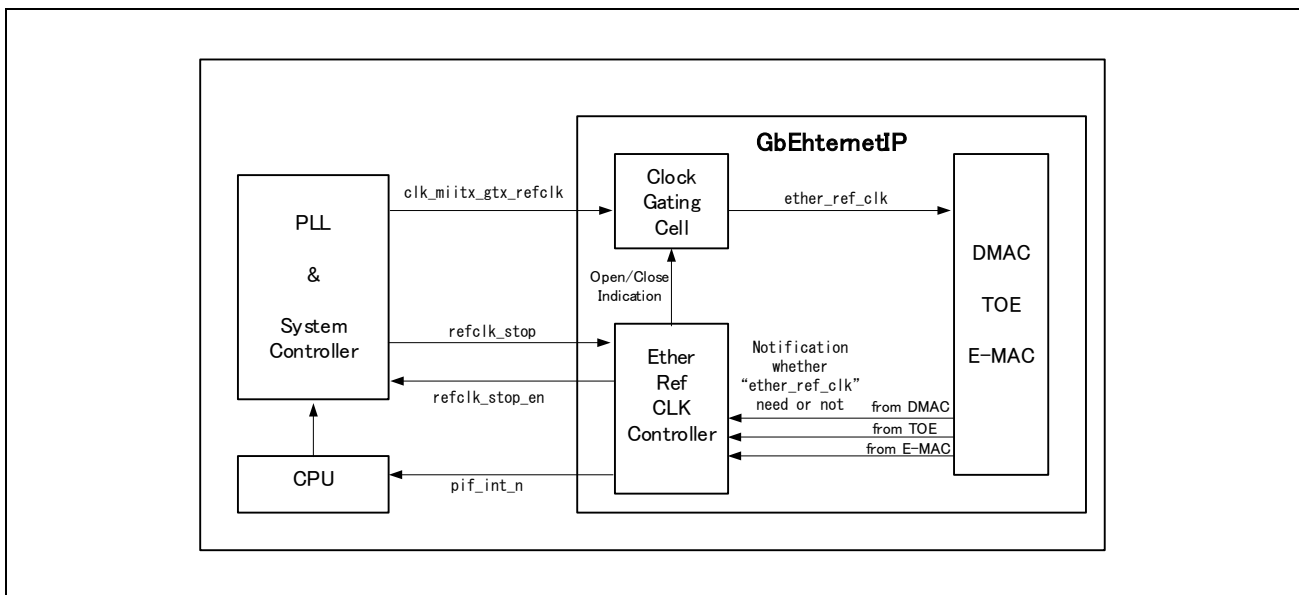 GbEhternetIP
PLL
&
System
Controller
clk_miitx_gtx_refclk
Clock
Gating
Cell
ether_ref_clk
DMAC
TOE
E-MAC
Open/Close
Indication
refclk_stop
refclk_stop_en
Ether
Ref
CLK
Controller
Notification
whether
“ether_ref_clk”
need or not
from DMAC
from TOE
from E-MAC
CPU
pif_int_n